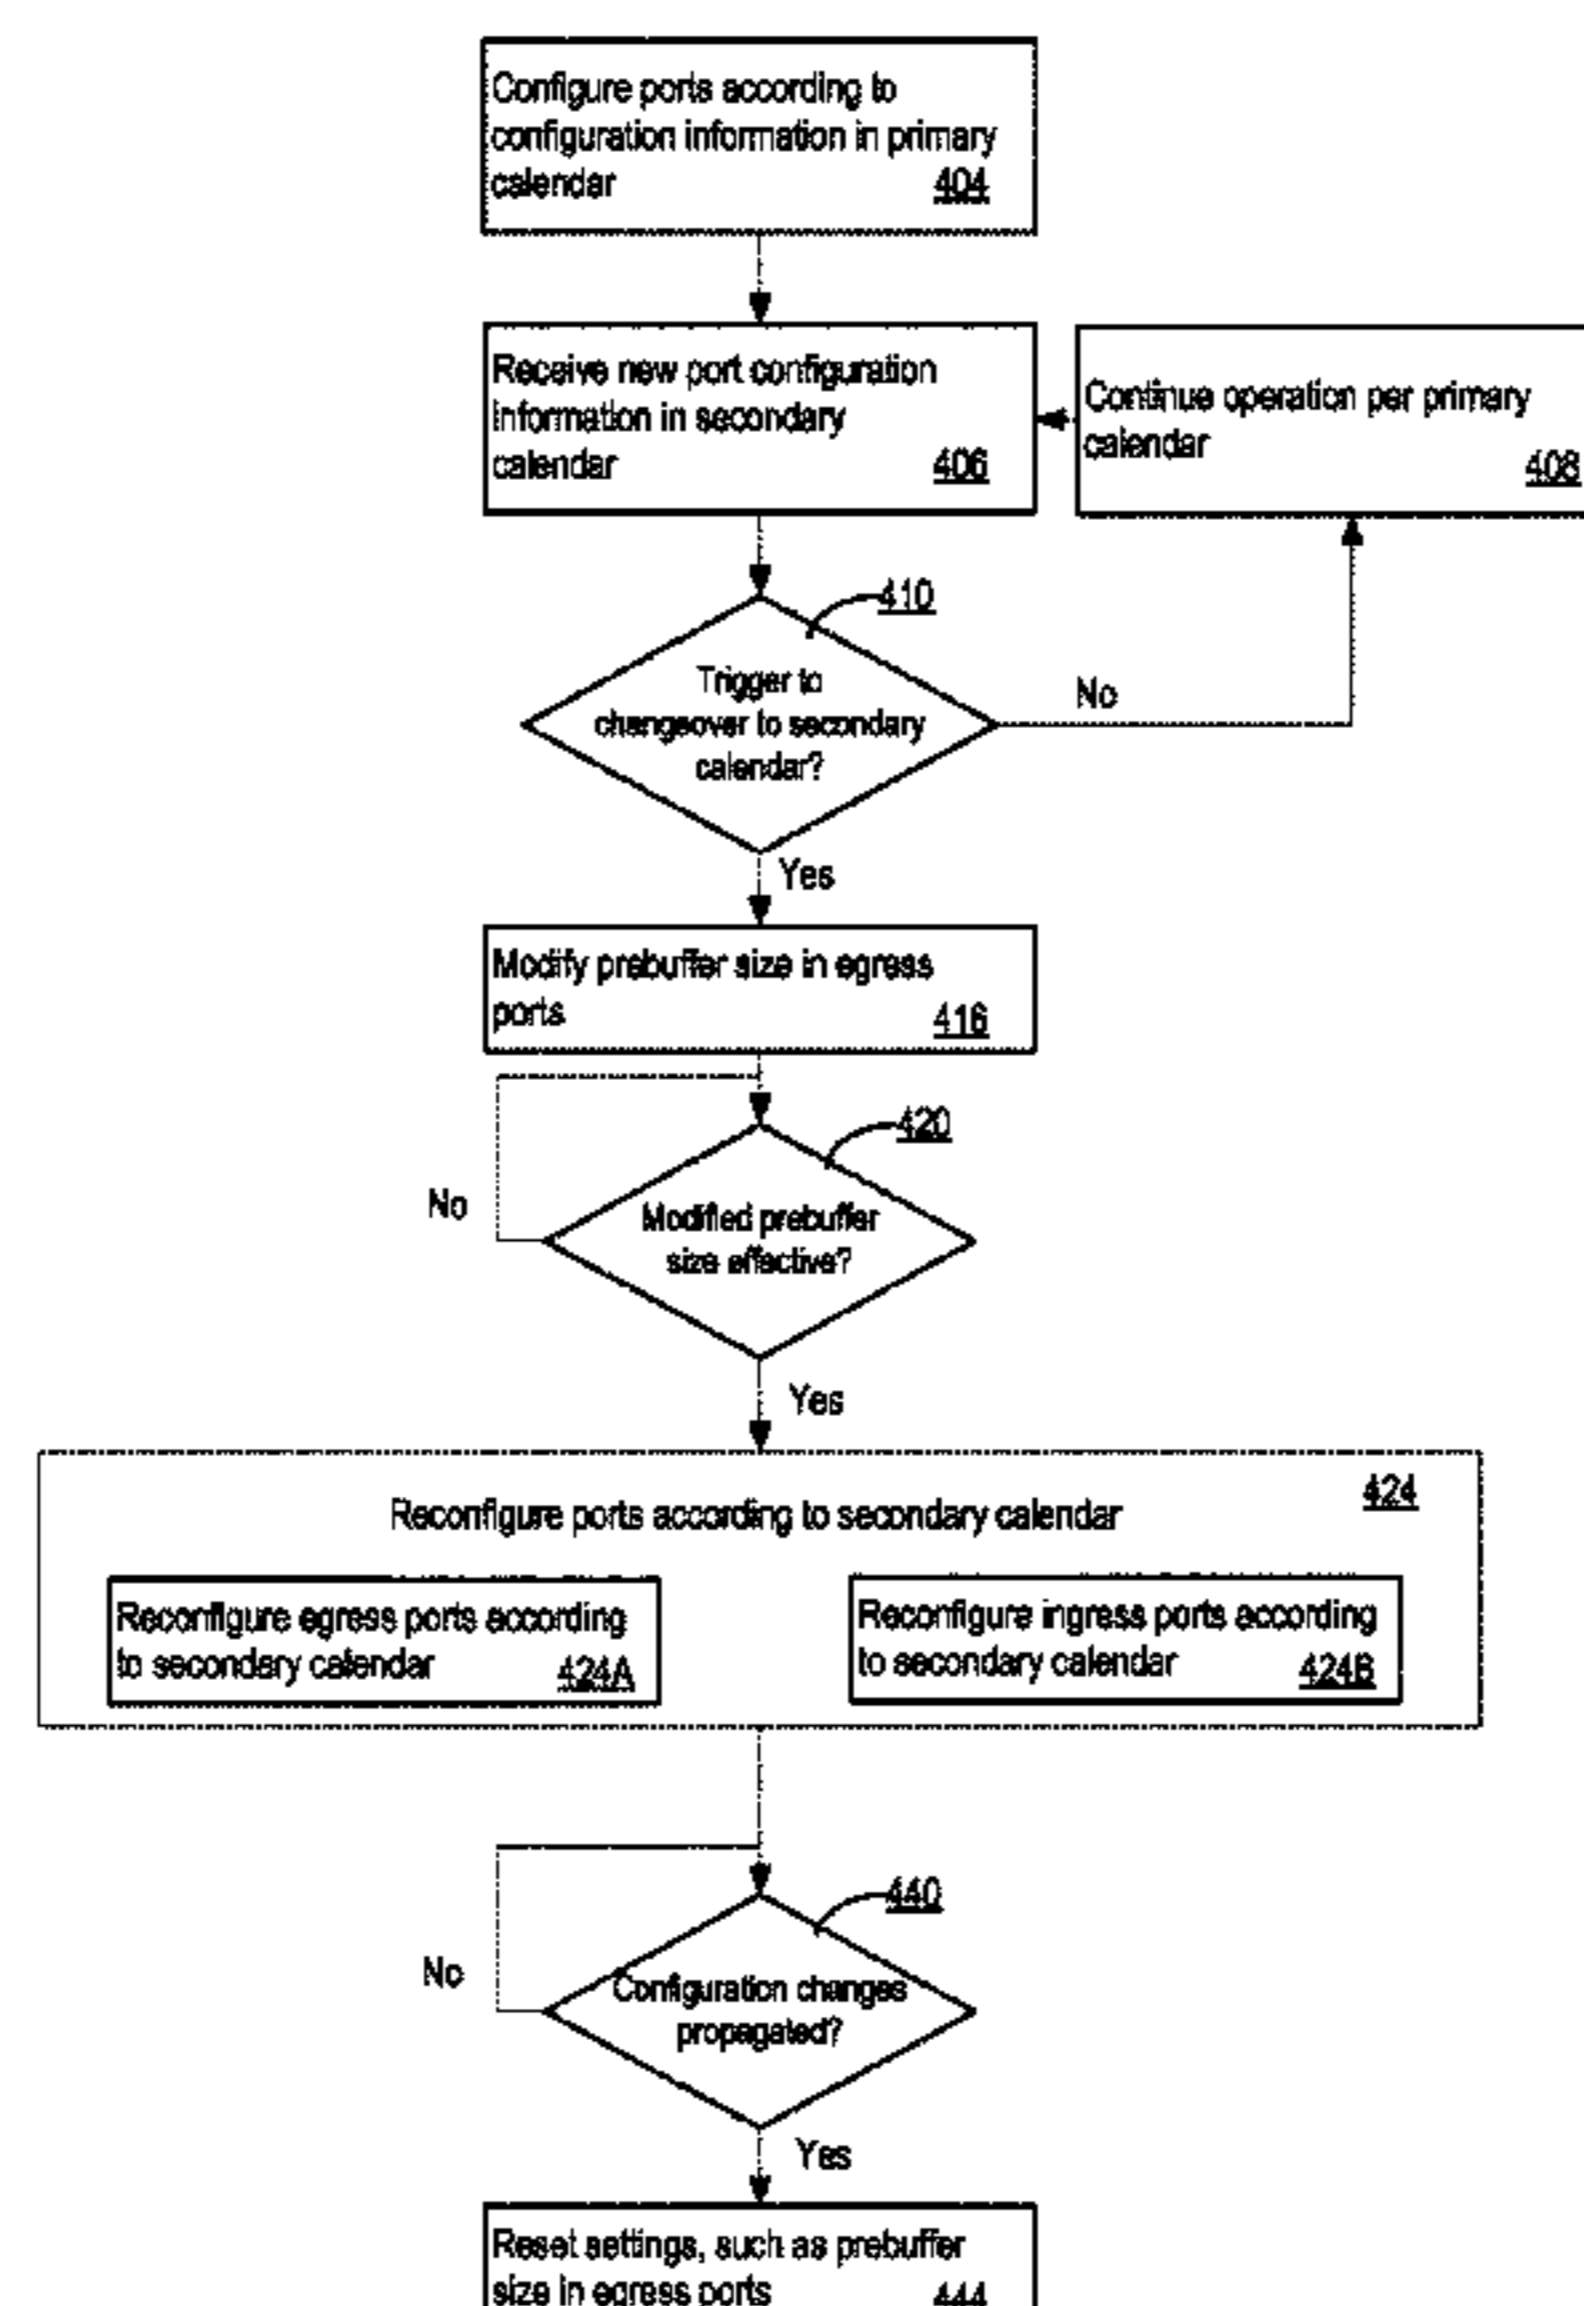 Configure ports according to
configuration information in primary
calendar 404
Receive new port configuration
information in secondary
calendar 406
Continue operation per primary
calendar 408
410
Trigger to
changeover to secondary
calendar?
No
Yes
Modify prebuffer size in egress
ports 416
420
Modified prebuffer
size effective?
No
Yes
424
Reconfigure ports according to secondary calendar
Reconfigure egress ports according
to secondary calendar 424A
Reconfigure ingress ports according
to secondary calendar 424B
440
Configuration changes
propagated?
No
Yes
Reset settings, such as prebuffer
size in egress ports 444